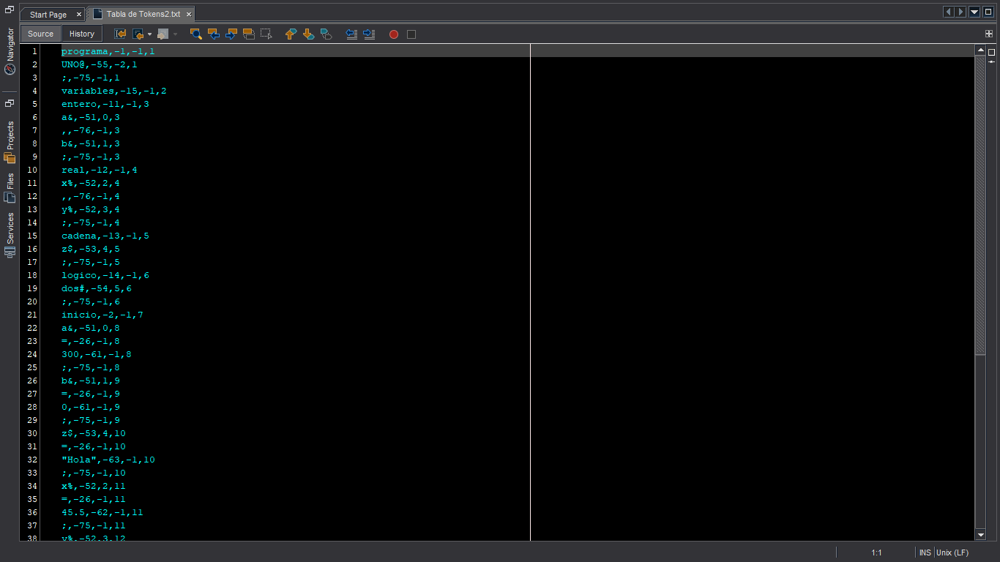 Start Page
Tabla de Tokens2.txt
Source
History
Navigator
Projects
Files
Services
1 programa,-1,-1,1
2 UNO@,-55,-2,1
3 ;,-75,-1,1
4 variables,-15,-1,2
5 entero,-11,-1,3
6 a&,-51,0,3
7 ,,-76,-1,3
8 b&,-51,1,3
9 ;,-75,-1,3
10 real,-12,-1,4
11 x%,-52,2,4
12 ,,-76,-1,4
13 y%,-52,3,4
14 ;,-75,-1,4
15 cadena,-13,-1,5
16 z$,-53,4,5
17 ;,-75,-1,5
18 logico,-14,-1,6
19 dos#,-54,5,6
20 ;,-75,-1,6
21 inicio,-2,-1,7
22 a&,-51,0,8
23 =,-26,-1,8
24 300,-61,-1,8
25 ;,-75,-1,8
26 b&,-51,1,9
27 =,-26,-1,9
28 0,-61,-1,9
29 ;,-75,-1,9
30 z$,-53,4,10
31 =,-26,-1,10
32 "Hola",-63,-1,10
33 ;,-75,-1,10
34 x%,-52,2,11
35 =,-26,-1,11
36 45.5,-62,-1,11
37 ;,-75,-1,11
38 y%,-52,3,12
1:1
INS
Unix (LF)